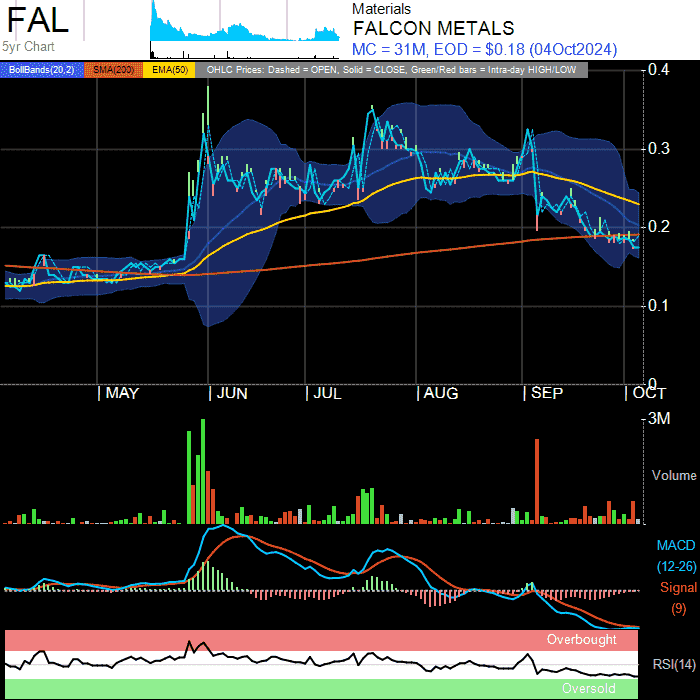 FAL
5yr Chart
Materials
FALCON METALS
MC = 31M, EOD = $0.18 (04Oct2024)
BollBands(20,2) SMA(200) EMA(50) OHLC Prices: Dashed = OPEN, Solid = CLOSE, Green/Red bars = Intra-day HIGH/LOW
0.4
0.3
0.2
0.1
0
MAY JUN JUL AUG SEP OCT
3M
Volume
MACD
(12-26)
Signal
(9)
Overbought
RSI(14)
Oversold